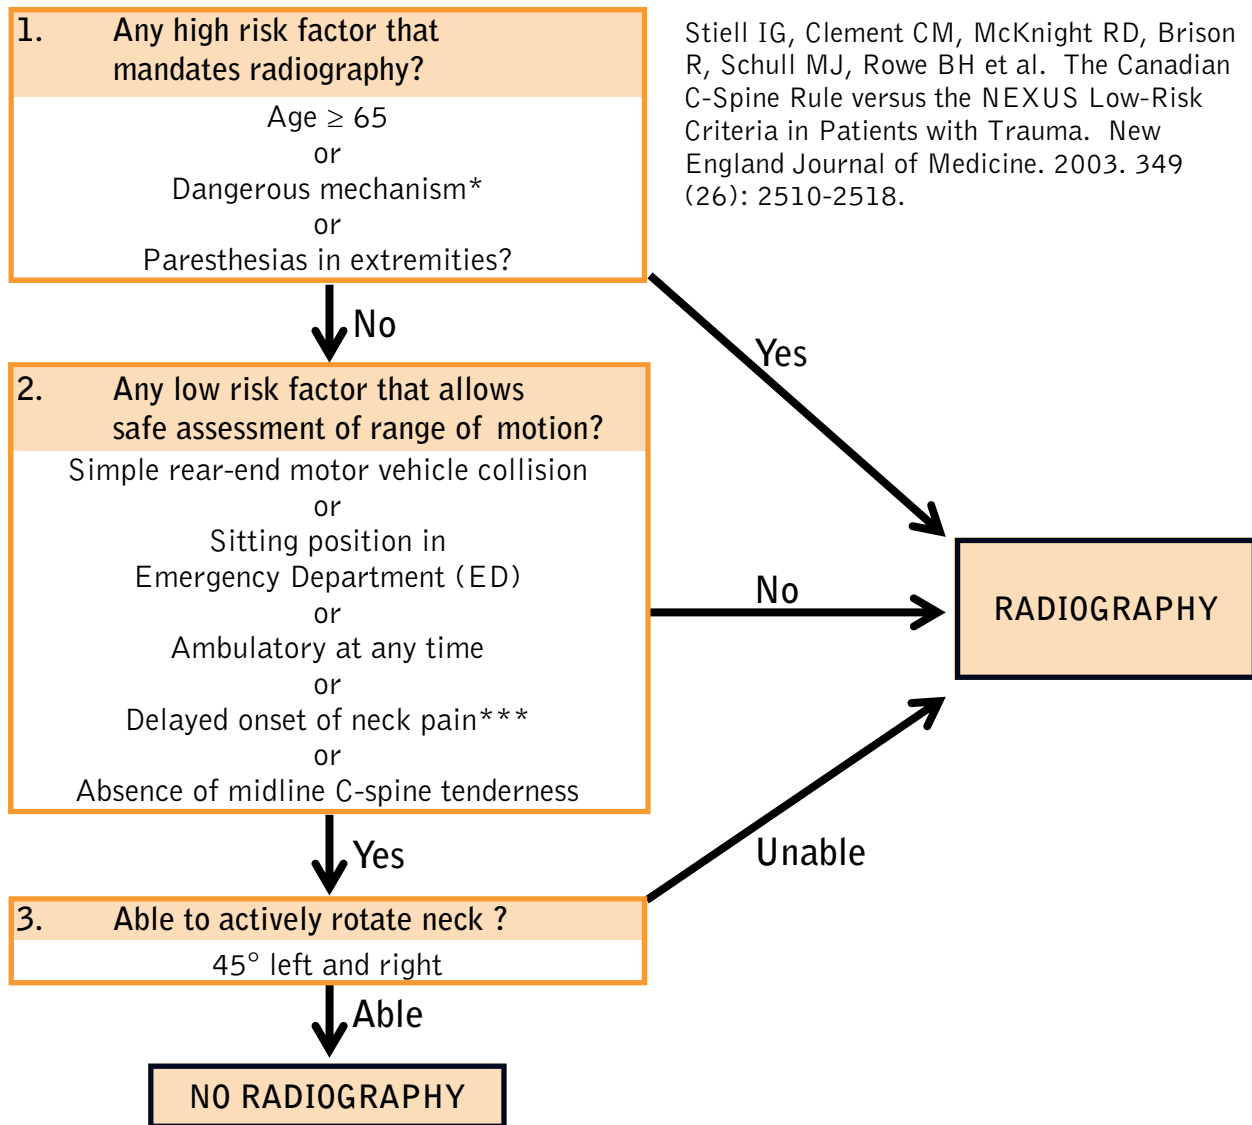 1. Any high risk factor that
mandates radiography?
Age ≥ 65
or
Dangerous mechanism*
or
Paresthesias in extremities?
Stiell IG, Clement CM, McKnight RD, Brison
R, Schull MJ, Rowe BH et al. The Canadian
C-Spine Rule versus the NEXUS Low-Risk
Criteria in Patients with Trauma. New
England Journal of Medicine. 2003. 349
(26): 2510-2518.
No
Yes
2. Any low risk factor that allows
safe assessment of range of motion?
Simple rear-end motor vehicle collision
or
Sitting position in
Emergency Department (ED)
or
Ambulatory at any time
or
Delayed onset of neck pain***
or
Absence of midline C-spine tenderness
No
RADIOGRAPHY
Yes
Unable
3. Able to actively rotate neck ?
45° left and right
Able
NO RADIOGRAPHY